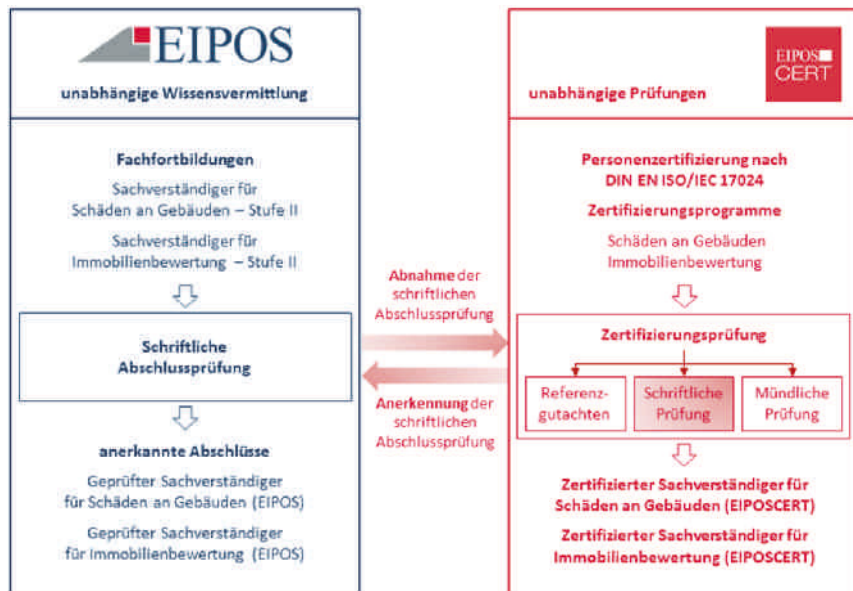 EIPOS
unabhängige Wissensvermittlung
Fachfortbildungen
Sachverständiger für
Schäden an Gebäuden – Stufe II
Sachverständiger für
Immobilienbewertung – Stufe II
Schriftliche
Abschlussprüfung
anerkannte Abschlüsse
Geprüfter Sachverständiger
für Schäden an Gebäuden (EIPOS)
Geprüfter Sachverständiger
für Immobilienbewertung (EIPOS)
Abnahme der
schriftlichen
Abschlussprüfung
Anerkennung der
schriftlichen
Abschlussprüfung
EIPOS
CERT
unabhängige Prüfungen
Personenzertifizierung nach
DIN EN ISO/IEC 17024
Zertifizierungsprogramme
Schäden an Gebäuden
Immobilienbewertung
Zertifizierungsprüfung
Referenz-
gutachten
Schriftliche
Prüfung
Mündliche
Prüfung
Zertifizierter Sachverständiger für
Schäden an Gebäuden (EIPOSCERT)
Zertifizierter Sachverständiger für
Immobilienbewertung (EIPOSCERT)